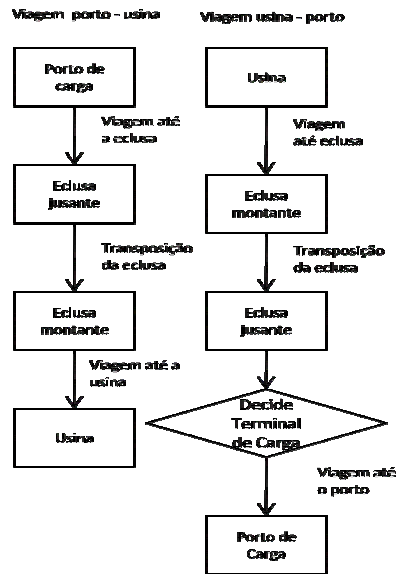 Viagem porto - usina
Porto de
carga
Viagem até
a eclusa
Eclusa
jusante
Transposição
da eclusa
Eclusa
montante
Viagem até a
usina
Usina
Viagem usina - porto
Usina
Viagem
até eclusa
Eclusa
montante
Transposição
da eclusa
Eclusa
jusante
Decide
Terminal
de Carga
Viagem até
o porto
Porto de
Carga